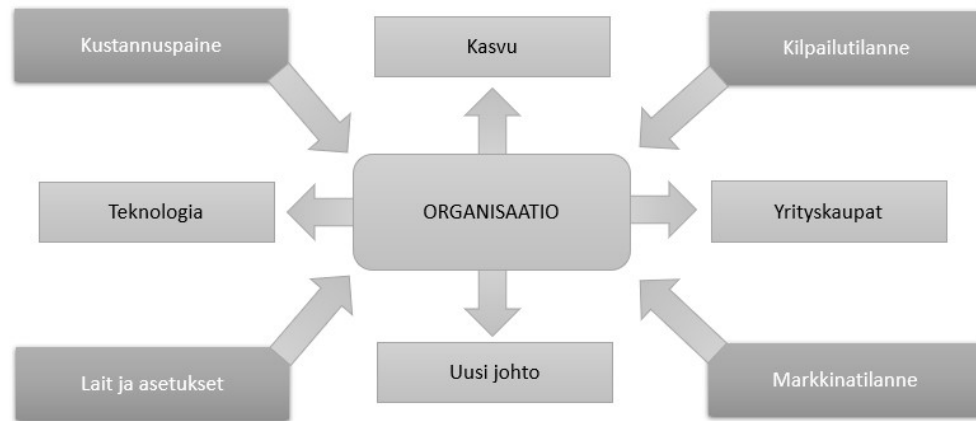 Kustannuspaine
Kasvu
Kilpailutilanne
Teknologia
ORGANISAATIO
Yrityskaupat
Lait ja asetukset
Uusi johto
Markkinatilanne